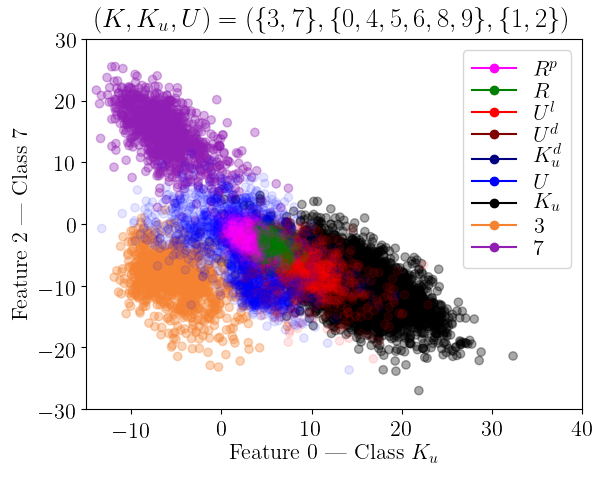 (K, K_u, U) = ({3, 7}, {0, 4, 5, 6, 8, 9}, {1, 2})
30
20
10
0
−10
−20
−30
Feature 2 — Class 7
R^p
R
U^l
U^d
K_u^d
U
K_u
3
7
−10
0
10
20
30
40
Feature 0 — Class K_u